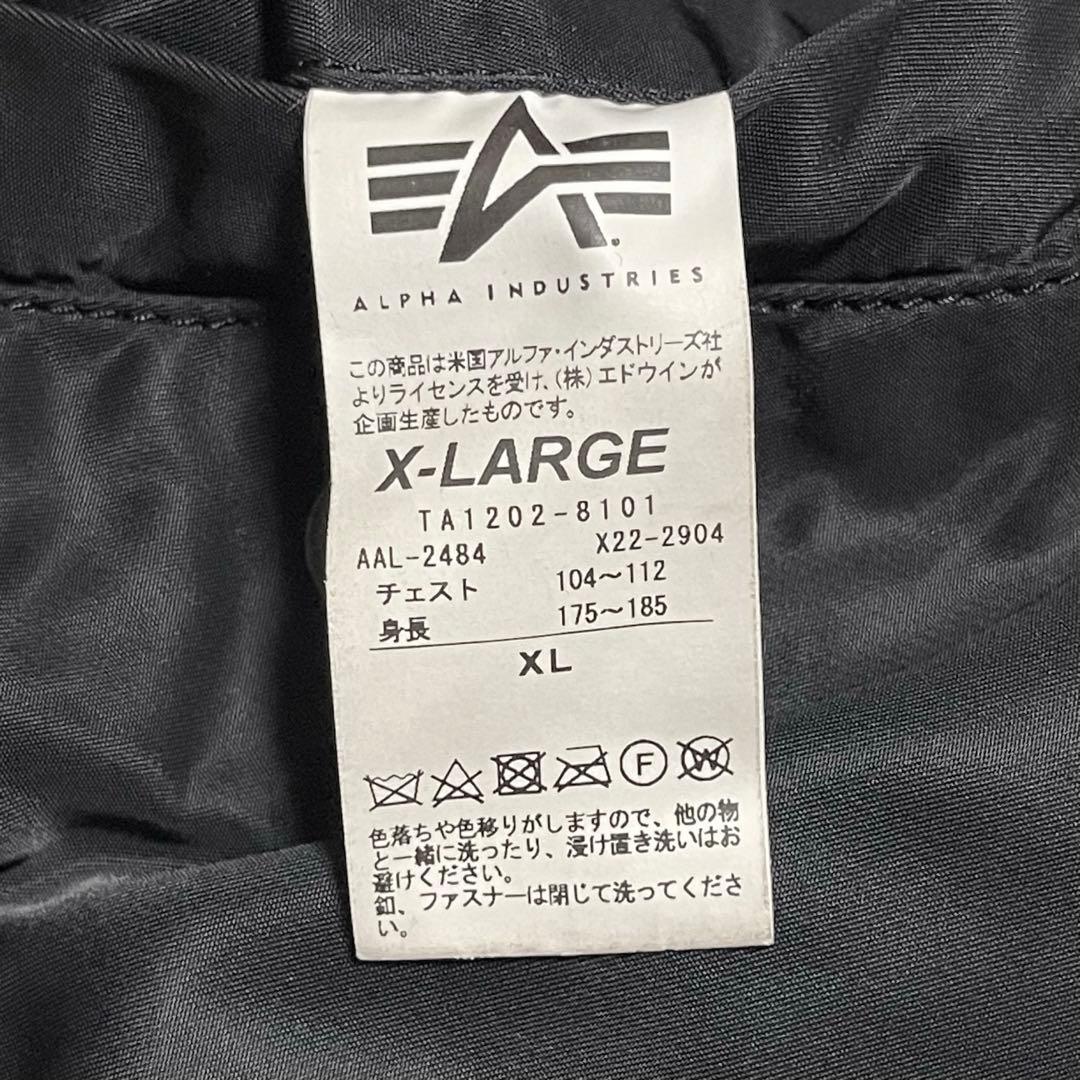 ALPHA INDUSTRIES
この商品は米国アルファ・インダストリーズ社
よりライセンスを受け、(株)エドウインが
企画生産したものです。
X-LARGE
TA1202-8101
AAL-2484 X22-2904
チェスト 104～112
身長 175～185
XL
F W
色落ちや色移りがしますので、他の物
と一緒に洗ったり、浸け置き洗いはお
避けください。
釦、ファスナーは閉じて洗ってくださ
い。